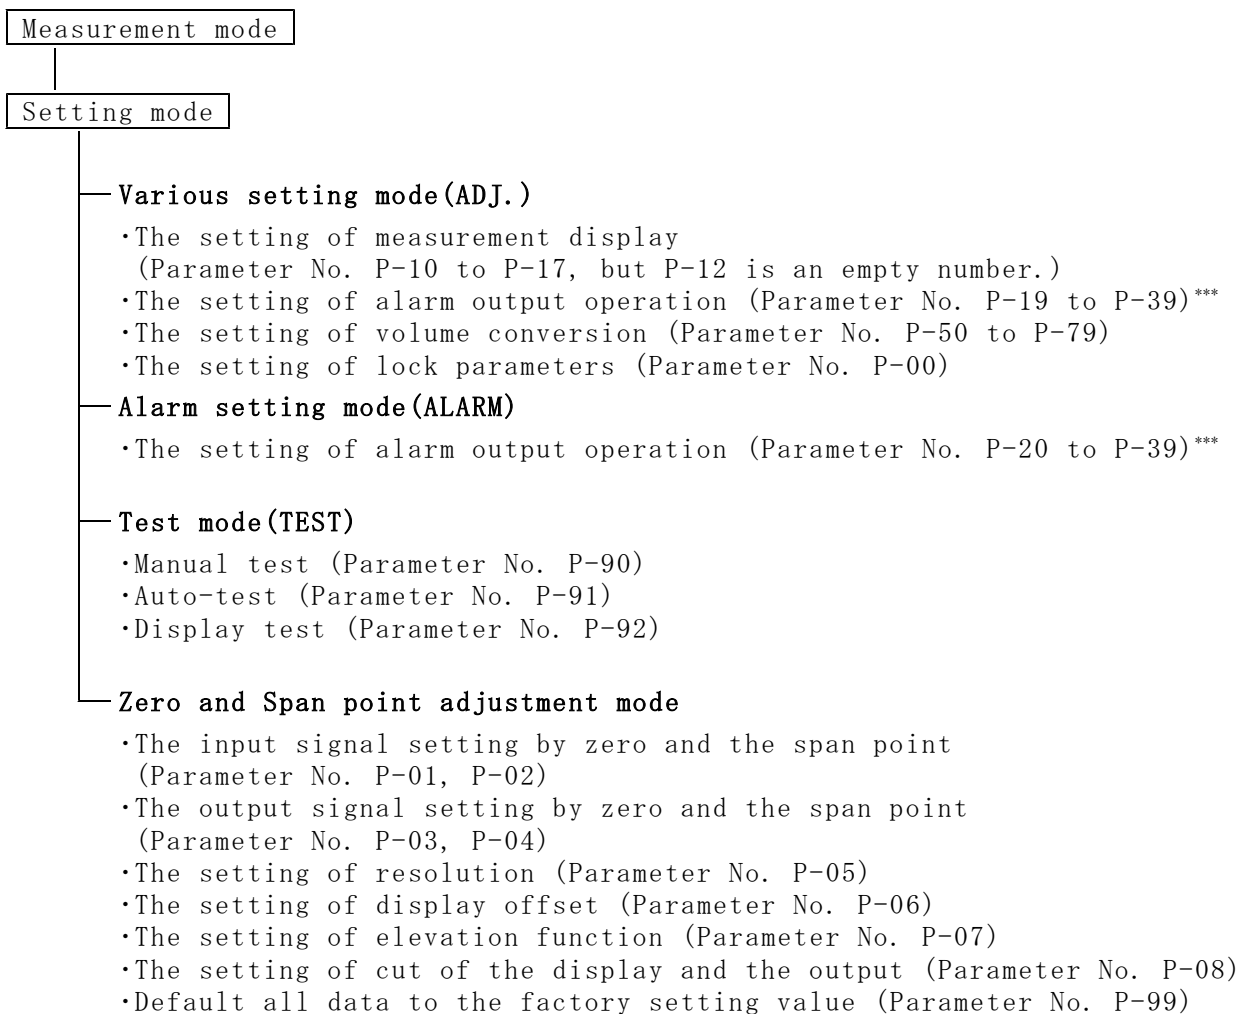 Measurement mode
Setting mode
Various setting mode(ADJ.)
・The setting of measurement display
(Parameter No. P-10 to P-17, but P-12 is an empty number.)
・The setting of alarm output operation (Parameter No. P-19 to P-39)***
・The setting of volume conversion (Parameter No. P-50 to P-79)
・The setting of lock parameters (Parameter No. P-00)
Alarm setting mode(ALARM)
・The setting of alarm output operation (Parameter No. P-20 to P-39)***
Test mode(TEST)
・Manual test (Parameter No. P-90)
・Auto-test (Parameter No. P-91)
・Display test (Parameter No. P-92)
Zero and Span point adjustment mode
・The input signal setting by zero and the span point
(Parameter No. P-01, P-02)
・The output signal setting by zero and the span point
(Parameter No. P-03, P-04)
・The setting of resolution (Parameter No. P-05)
・The setting of display offset (Parameter No. P-06)
・The setting of elevation function (Parameter No. P-07)
・The setting of cut of the display and the output (Parameter No. P-08)
・Default all data to the factory setting value (Parameter No. P-99)